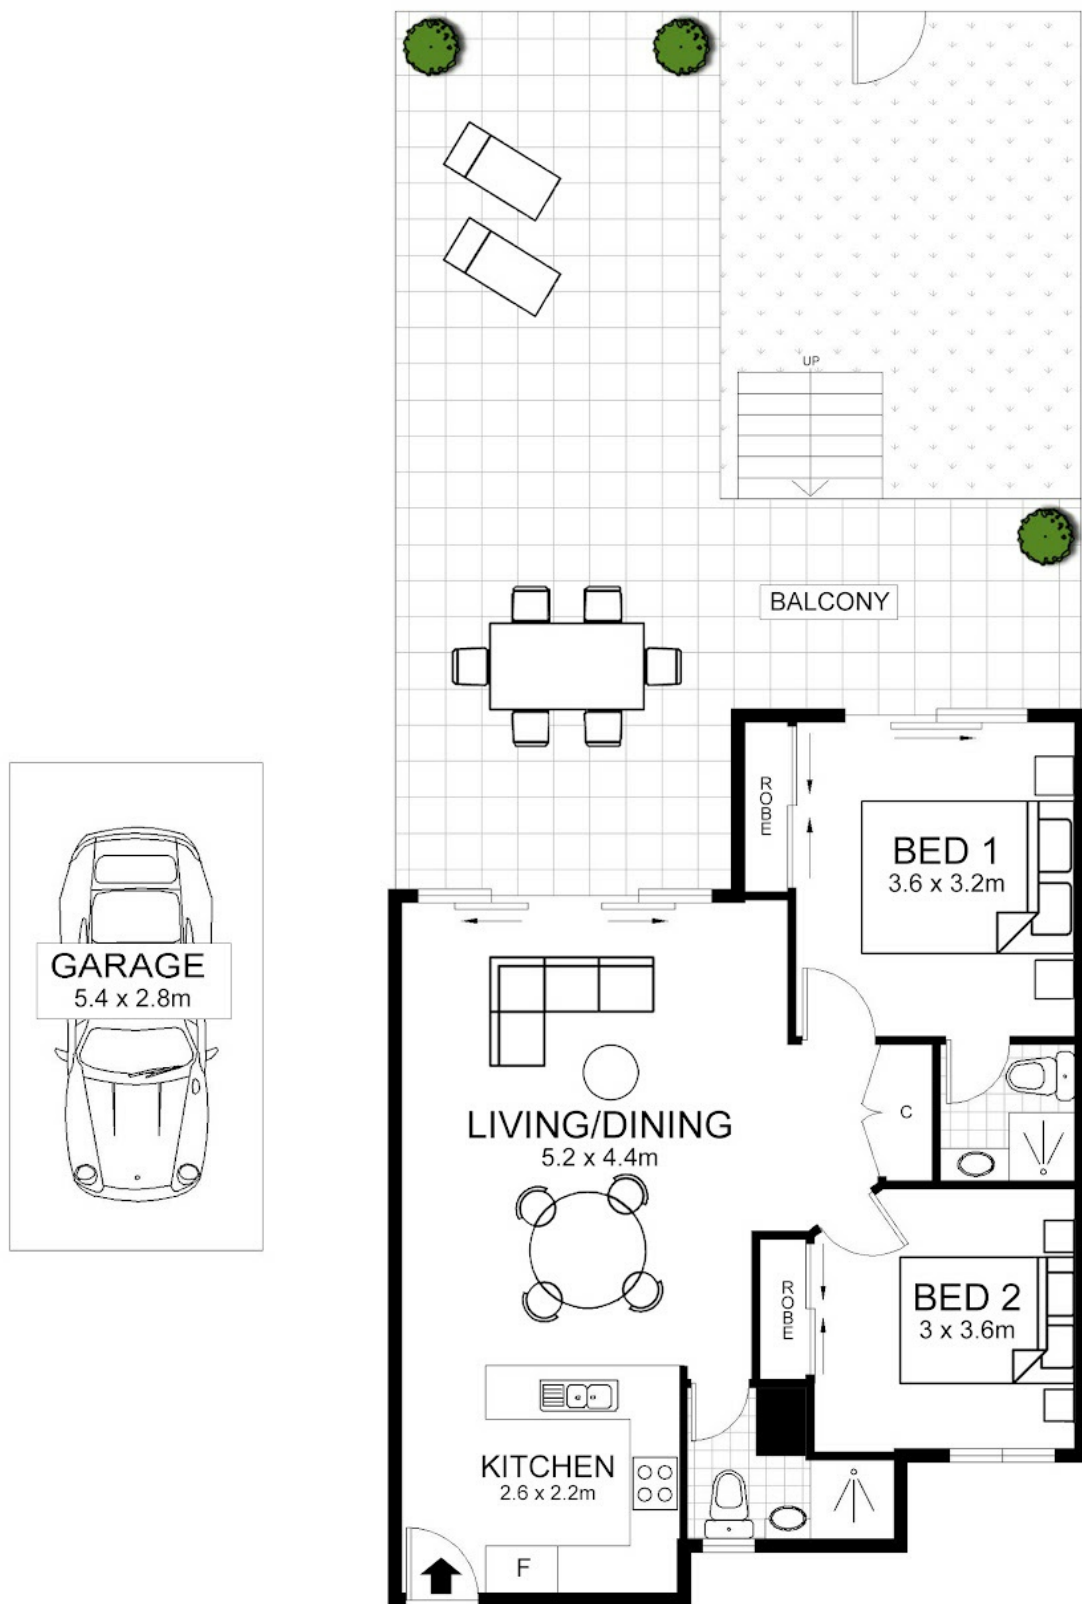 UP
BALCONY
ROBE
BED 1
3.6 x 3.2m
GARAGE
5.4 x 2.8m
C
LIVING/DINING
5.2 x 4.4m
ROBE
BED 2
3 x 3.6m
KITCHEN
2.6 x 2.2m
F